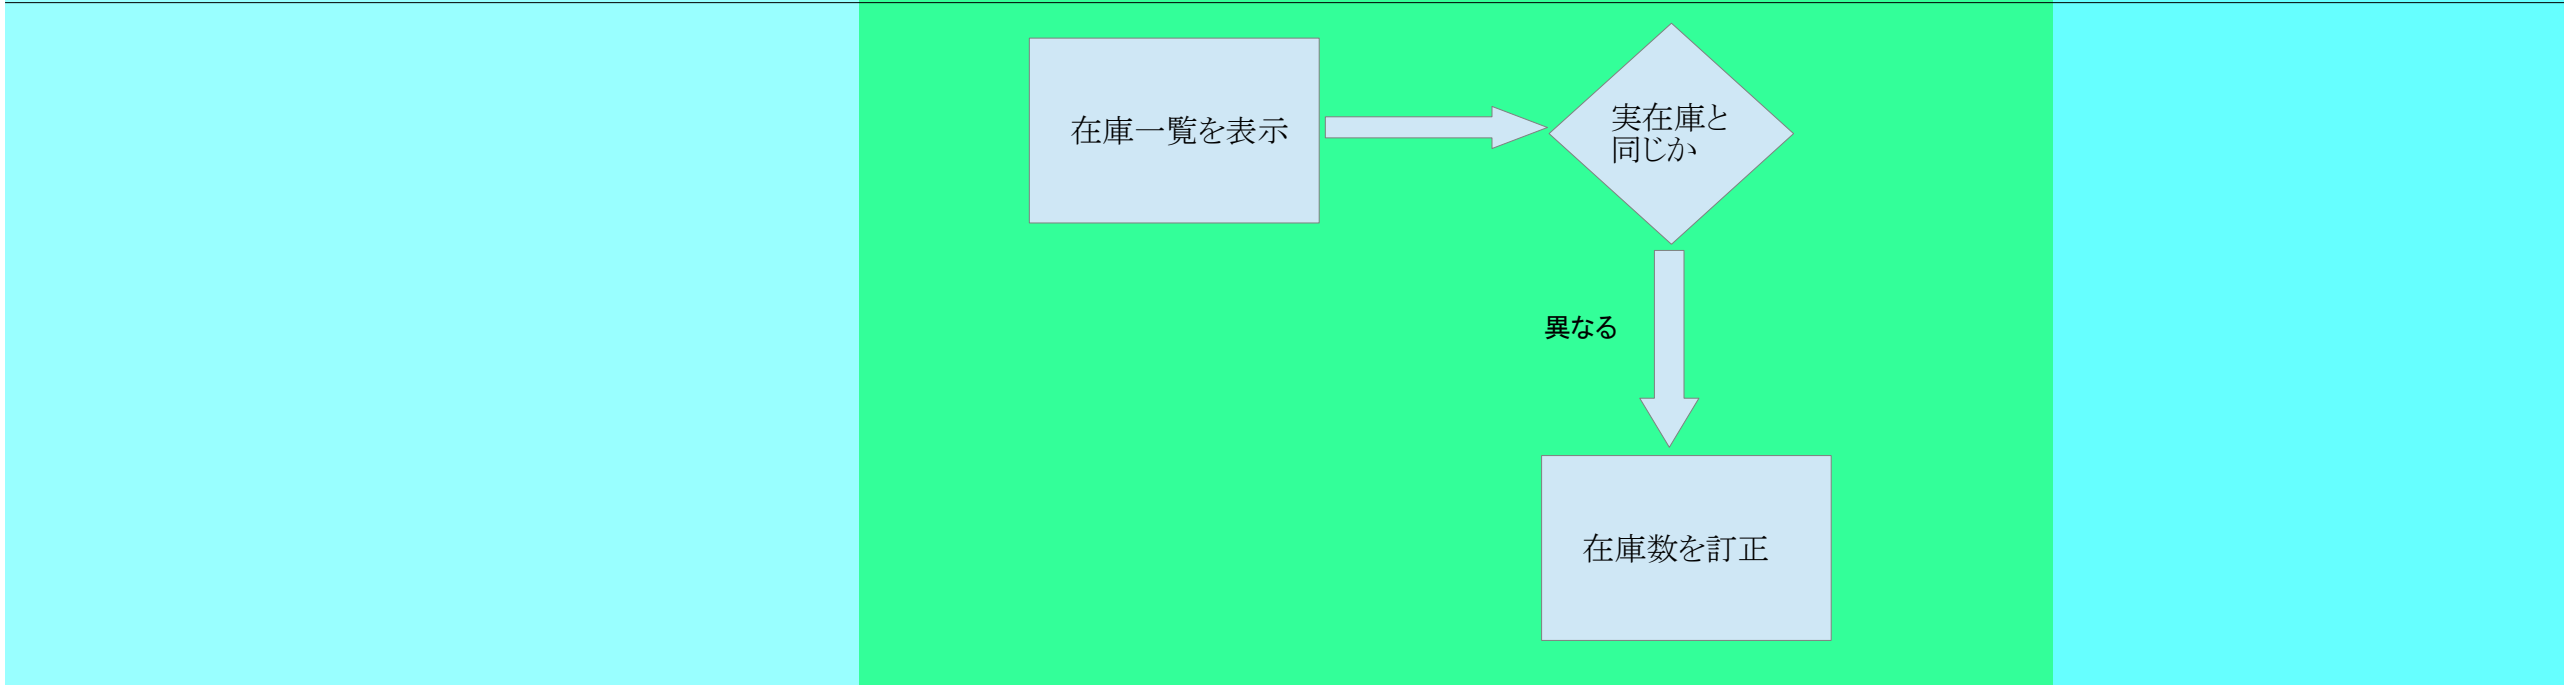 在庫一覧を表示
実在庫と
同じか
異なる
在庫数を訂正